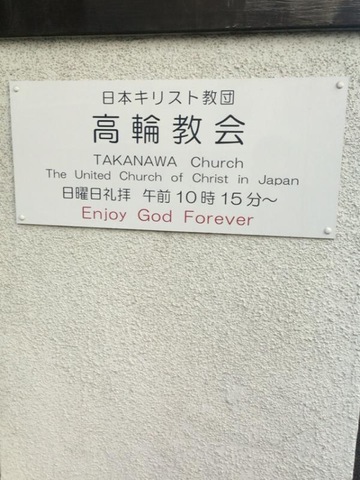 日本キリスト教団
高輪教会
TAKANAWA Church
The United Church of Christ in Japan
日曜日礼拝 午前10時15分～
Enjoy God Forever